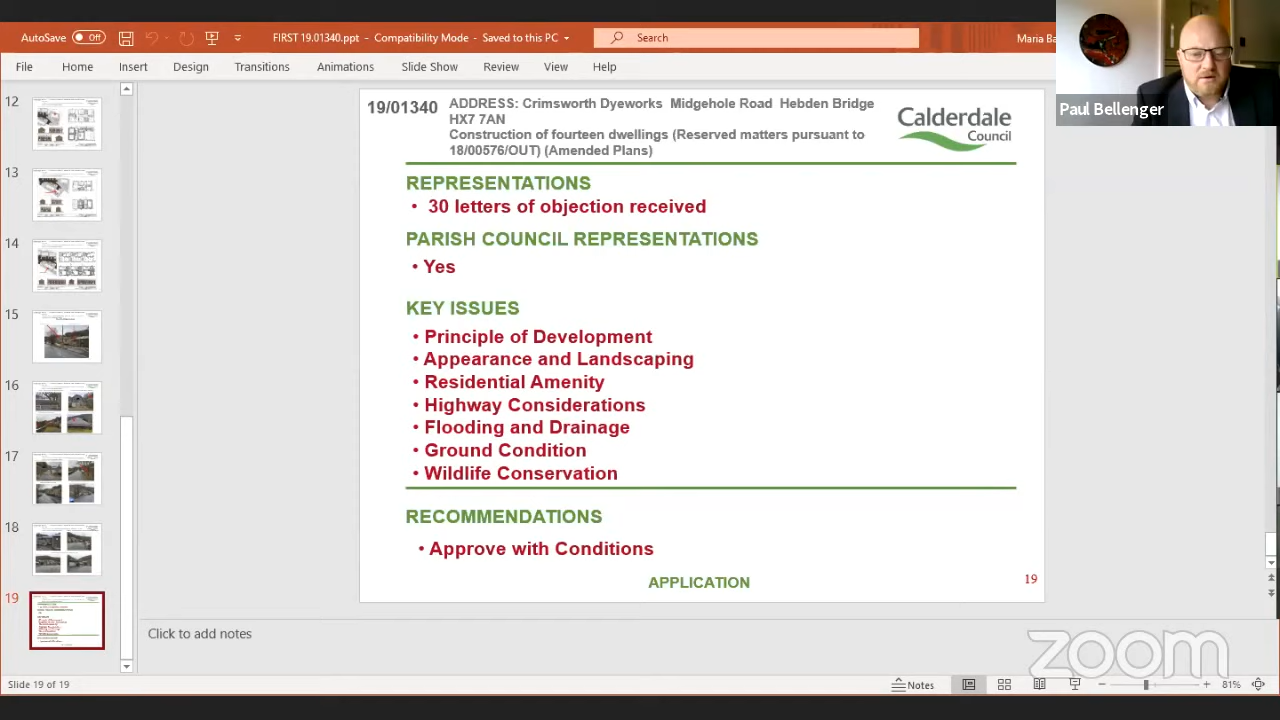 AutoSave Off
FIRST 19.01340.ppt - Compatibility Mode - Saved to this PC
Search
Maria Ba
File Home Insert Design Transitions Animations Slide Show Review View Help
Paul Bellenger
12
13
14
15
16
17
18
19
19/01340
ADDRESS: Crimsworth Dyeworks Midgehole Road Hebden Bridge
HX7 7AN
Construction of fourteen dwellings (Reserved matters pursuant to
18/00576/OUT) (Amended Plans)
Calderdale
Council
REPRESENTATIONS
• 30 letters of objection received
PARISH COUNCIL REPRESENTATIONS
• Yes
KEY ISSUES
• Principle of Development
• Appearance and Landscaping
• Residential Amenity
• Highway Considerations
• Flooding and Drainage
• Ground Condition
• Wildlife Conservation
RECOMMENDATIONS
• Approve with Conditions
APPLICATION
19
Click to add notes
zoom
Slide 19 of 19
Notes
81%